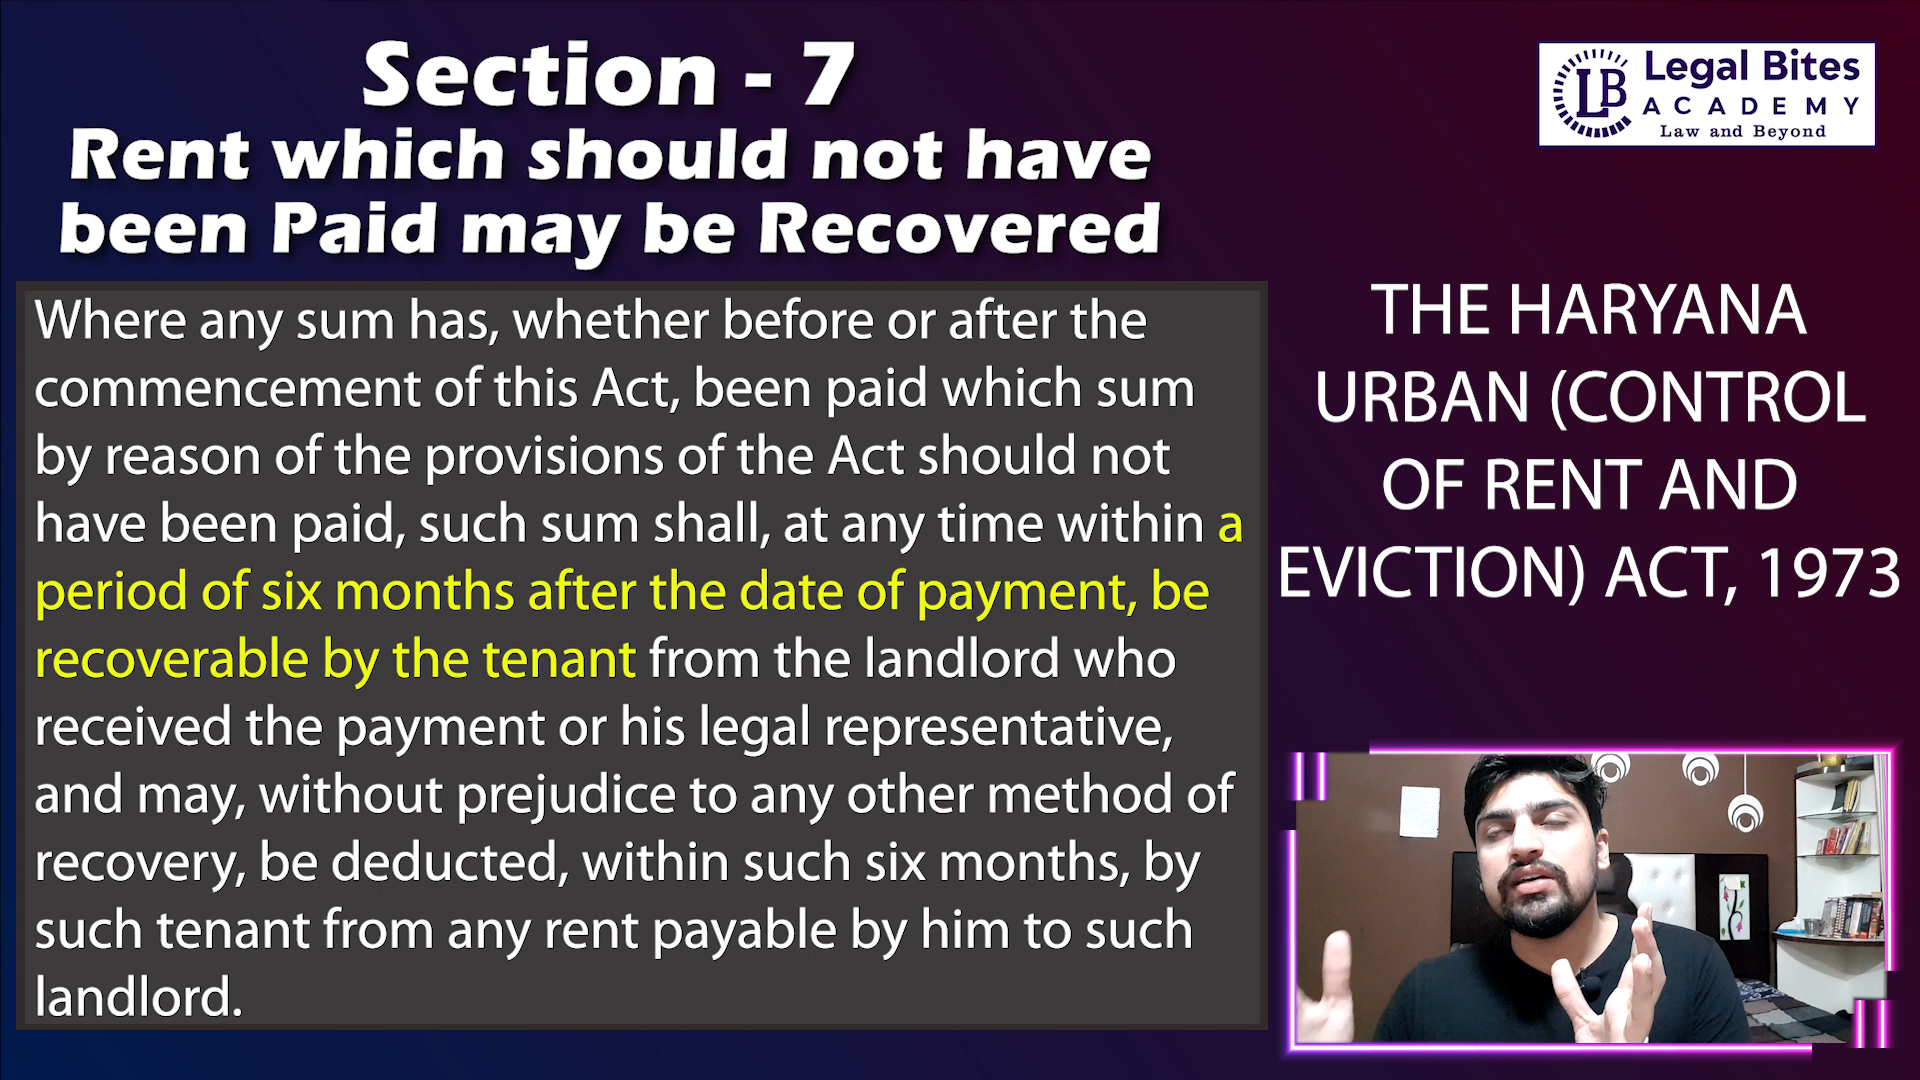 Section - 7
Rent which should not have
been Paid may be Recovered
Where any sum has, whether before or after the
commencement of this Act, been paid which sum
by reason of the provisions of the Act should not
have been paid, such sum shall, at any time within a
period of six months after the date of payment, be
recoverable by the tenant from the landlord who
received the payment or his legal representative,
and may, without prejudice to any other method of
recovery, be deducted, within such six months, by
such tenant from any rent payable by him to such
landlord.
LB
Legal Bites
ACADEMY
Law and Beyond
THE HARYANA
URBAN (CONTROL
OF RENT AND
EVICTION) ACT, 1973